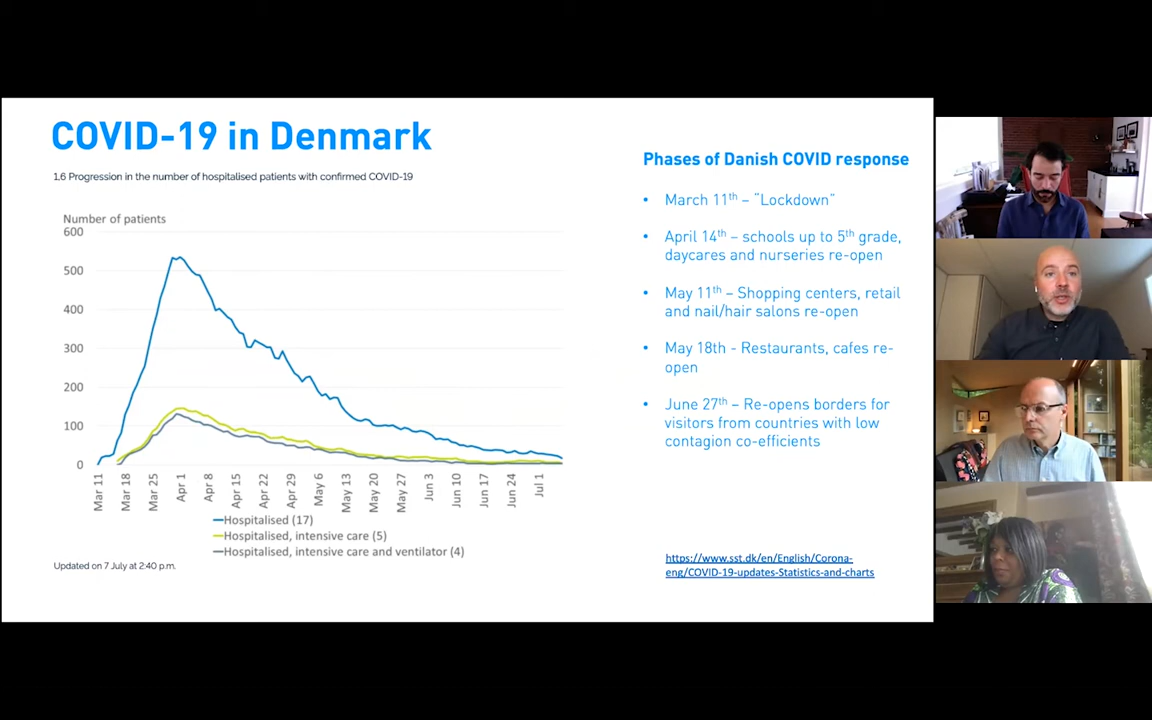 COVID-19 in Denmark
1,6 Progression in the number of hospitalised patients with confirmed COVID-19
Number of patients
600
500
400
300
200
100
0
Mar 11
Mar 18
Mar 25
Apr 1
Apr 8
Apr 15
Apr 22
Apr 29
May 6
May 13
May 20
May 27
Jun 3
Jun 10
Jun 17
Jun 24
Jul 1
Hospitalised (17)
Hospitalised, intensive care (5)
Hospitalised, intensive care and ventilator (4)
Updated on 7 July at 2:40 p.m.
Phases of Danish COVID response
• March 11th – "Lockdown"
• April 14th – schools up to 5th grade,
daycares and nurseries re-open
• May 11th – Shopping centers, retail
and nail/hair salons re-open
• May 18th - Restaurants, cafes re-
open
• June 27th – Re-opens borders for
visitors from countries with low
contagion co-efficients
https://www.sst.dk/en/English/Corona-
eng/COVID-19-updates-Statistics-and-charts